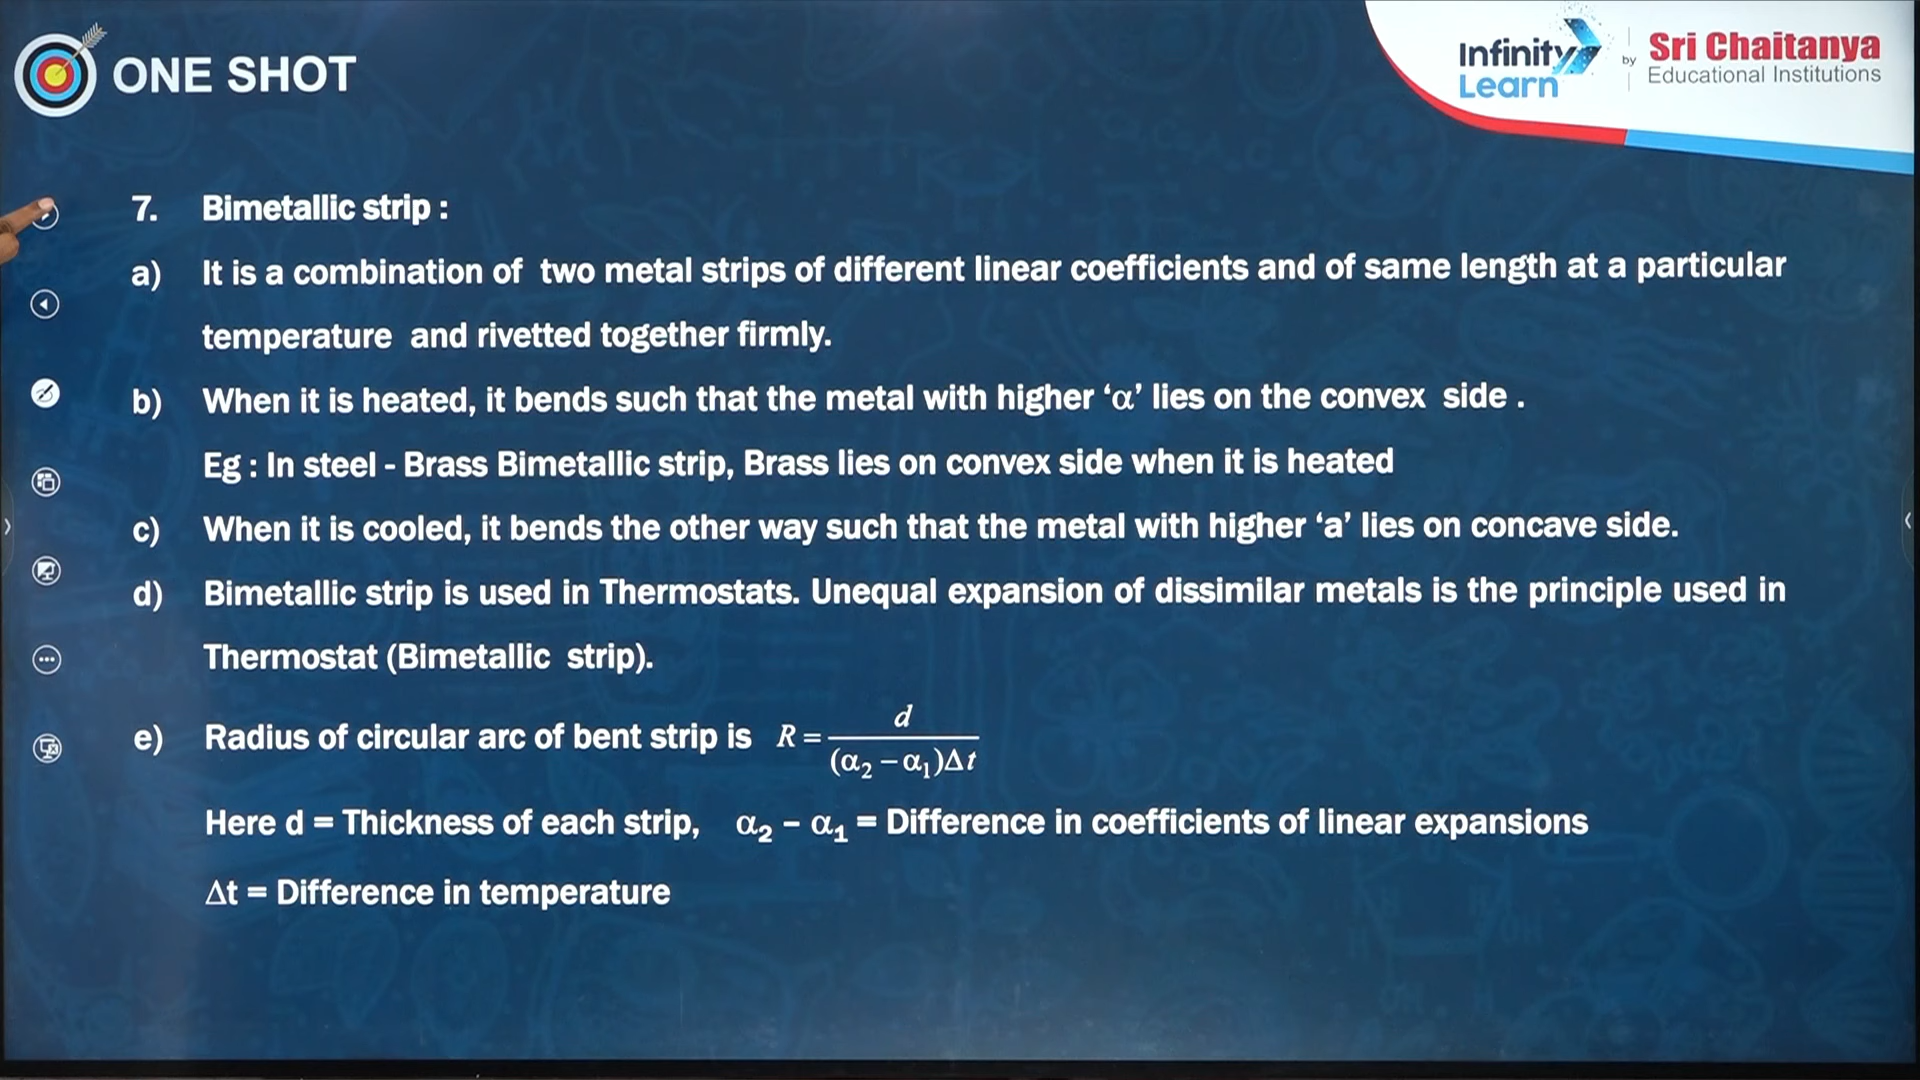 ONE SHOT
Infinity Learn by Sri Chaitanya Educational Institutions
7. Bimetallic strip :
a) It is a combination of two metal strips of different linear coefficients and of same length at a particular
temperature and rivetted together firmly.
b) When it is heated, it bends such that the metal with higher ‘α’ lies on the convex side .
Eg : In steel - Brass Bimetallic strip, Brass lies on convex side when it is heated
c) When it is cooled, it bends the other way such that the metal with higher ‘a’ lies on concave side.
d) Bimetallic strip is used in Thermostats. Unequal expansion of dissimilar metals is the principle used in
Thermostat (Bimetallic strip).
e) Radius of circular arc of bent strip is R = d / (α₂ – α₁)Δt
Here d = Thickness of each strip, α₂ – α₁ = Difference in coefficients of linear expansions
Δt = Difference in temperature